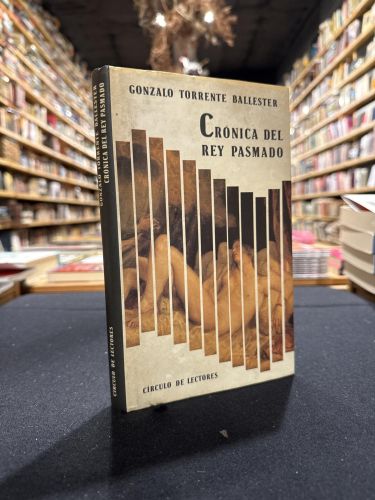 GONZALO TORRENTE BALLESTER
CRÓNICA DEL
REY PASMADO
CÍRCULO DE LECTORES
GONZALO TORRENTE BALLESTER
CRÓNICA DEL REY PASMADO
CÍRCULO DE LECTORES